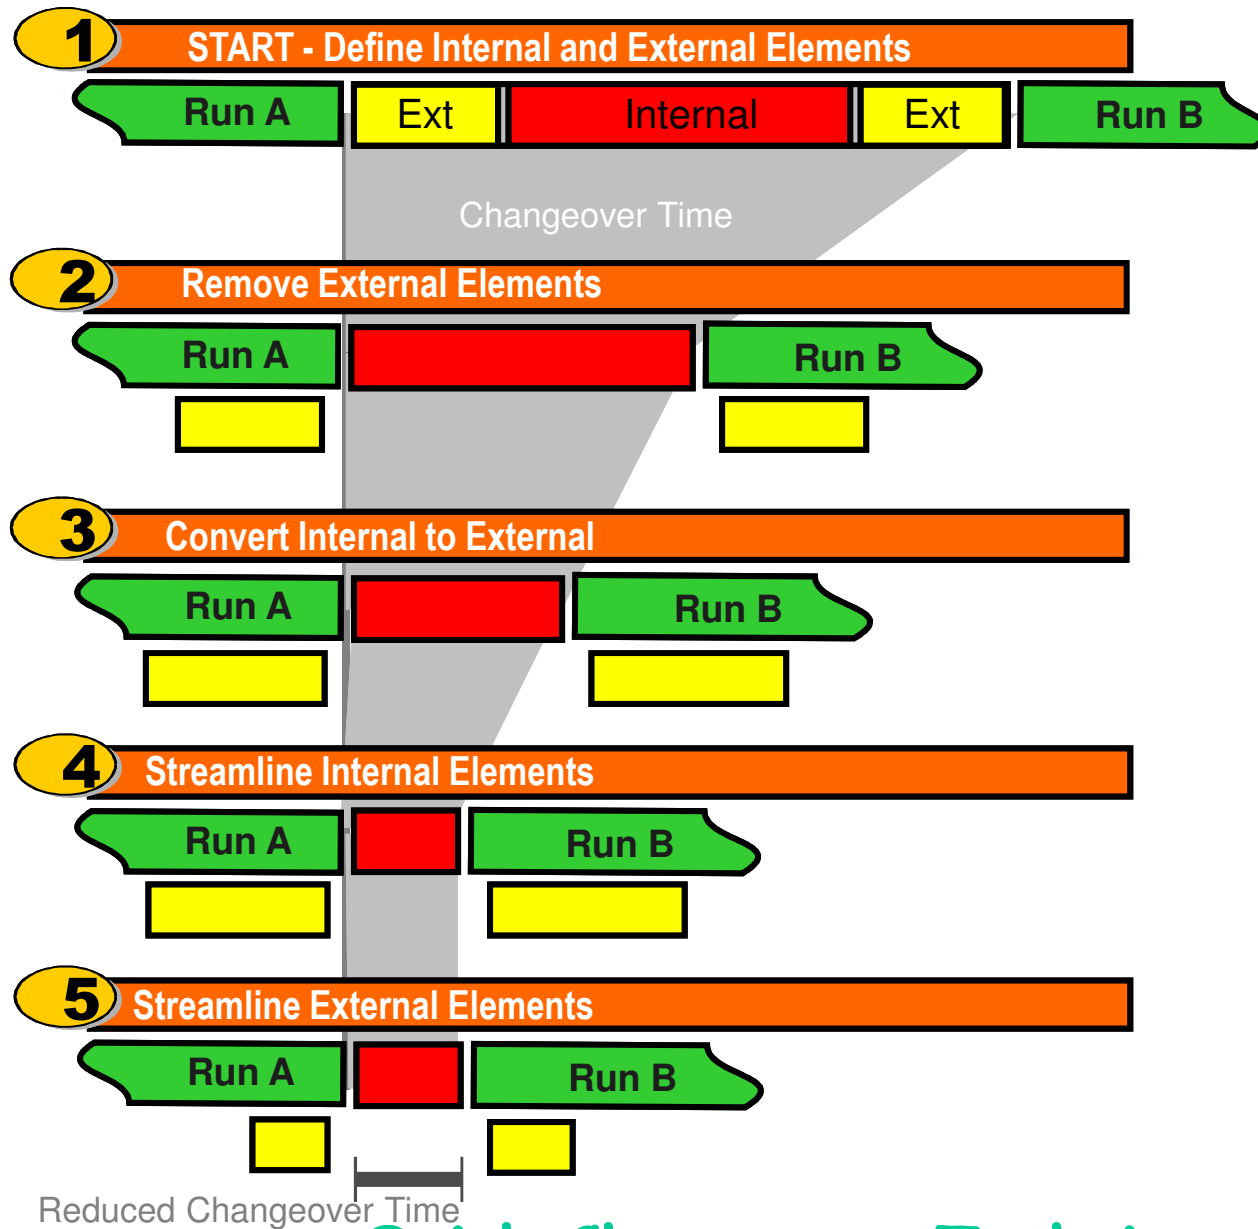 1 START - Define Internal and External Elements
Run A Ext Internal Ext Run B
Changeover Time
2 Remove External Elements
Run A Run B
3 Convert Internal to External
Run A Run B
4 Streamline Internal Elements
Run A Run B
5 Streamline External Elements
Run A Run B
Reduced Changeover Time